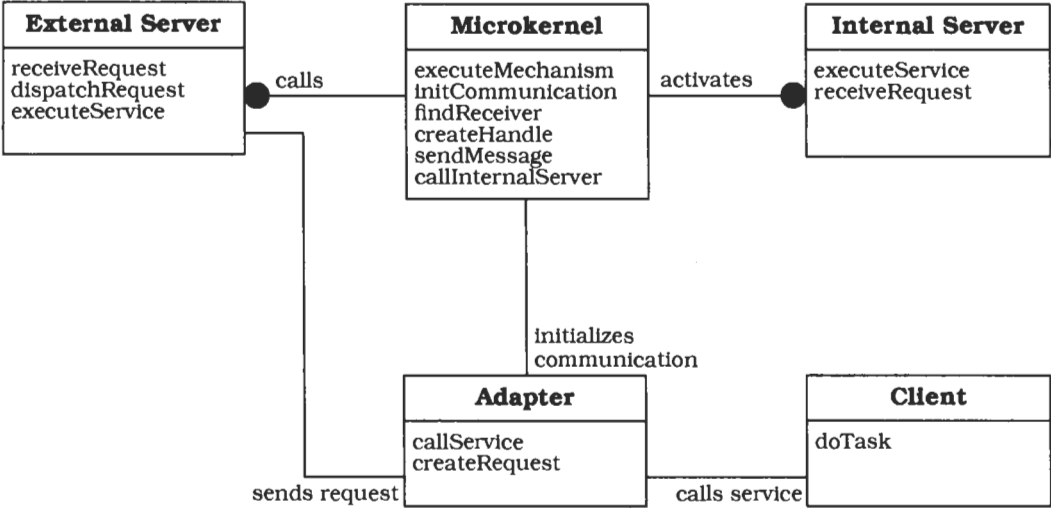 External Server
receiveRequest
dispatchRequest
executeService
calls
Microkernel
executeMechanism
initCommunication
findReceiver
createHandle
sendMessage
callInternalServer
activates
Internal Server
executeService
receiveRequest
initializes
communication
Adapter
callService
createRequest
sends request
calls service
Client
doTask